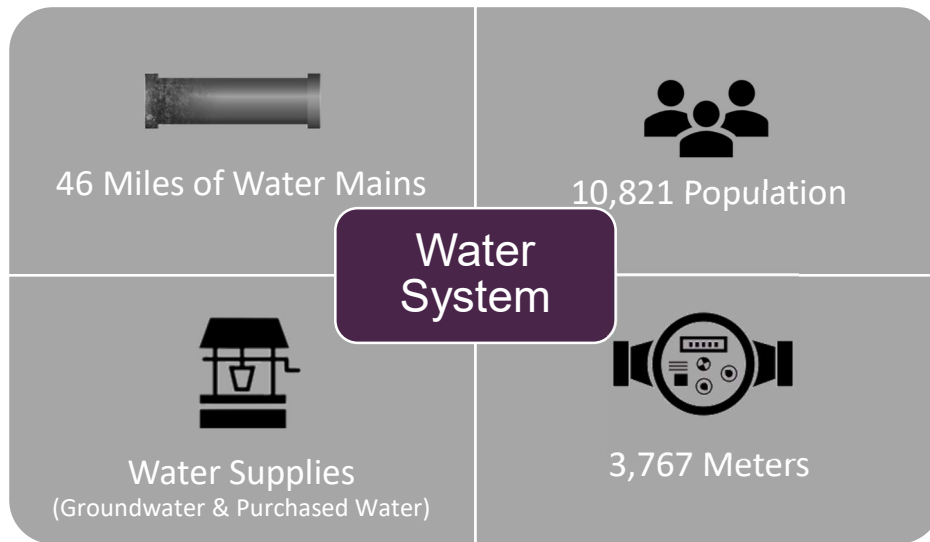 46 Miles of Water Mains
10,821 Population
Water
System
Water Supplies
(Groundwater & Purchased Water)
3,767 Meters